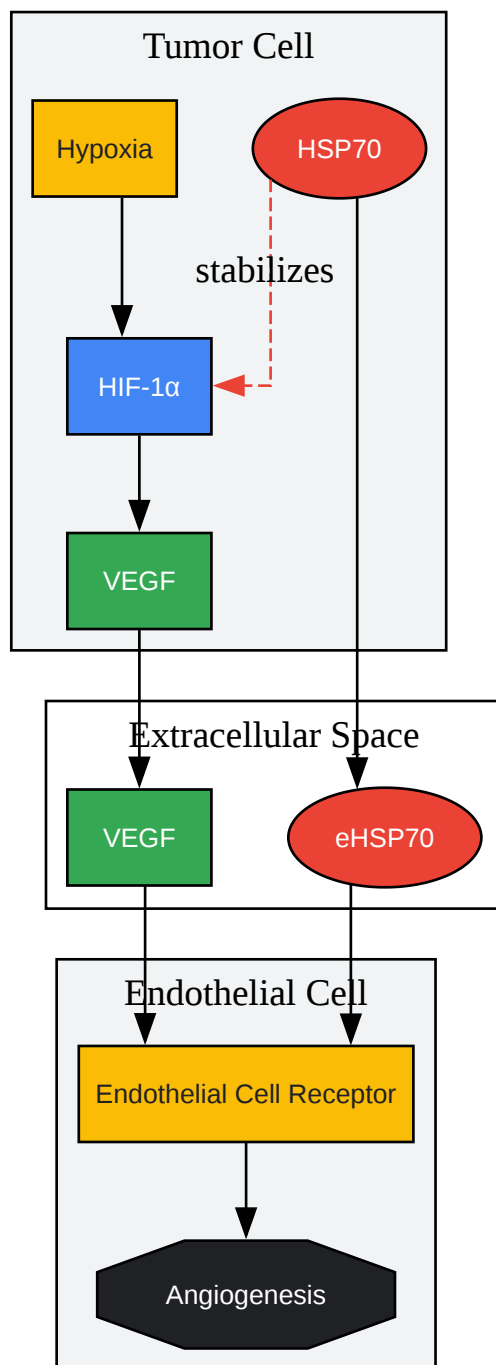 Tumor Cell
Hypoxia
HSP70
stabilizes
HIF-1α
VEGF
Extracellular Space
VEGF
eHSP70
Endothelial Cell
Endothelial Cell Receptor
Angiogenesis